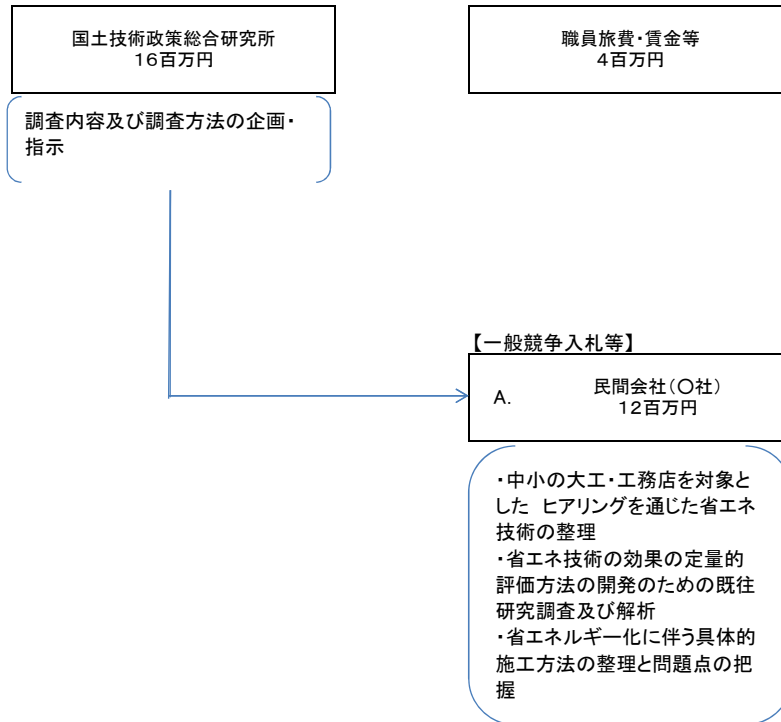 国土技術政策総合研究所
16百万円
職員旅費・賃金等
4百万円
調査内容及び調査方法の企画・
指示
【一般競争入札等】
A. 民間会社(○社)
12百万円
・中小の大工・工務店を対象と
した ヒアリングを通じた省エネ
技術の整理
・省エネ技術の効果の定量的
評価方法の開発のための既往
研究調査及び解析
・省エネルギー化に伴う具体的
施工方法の整理と問題点の把
握